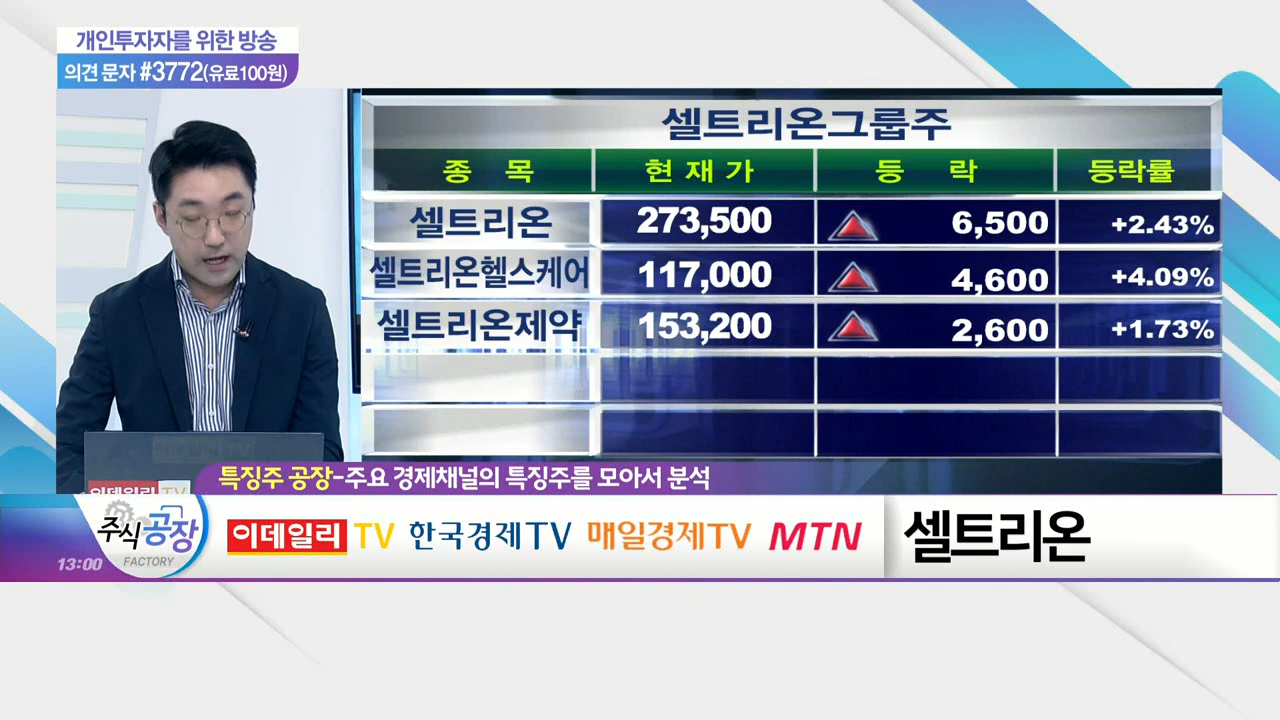 개인투자자를 위한 방송
의견 문자 #3772(유료100원)
셀트리온그룹주
종 목 현 재 가 등 락 등락률
셀트리온 273,500 6,500 +2.43%
셀트리온헬스케어 117,000 4,600 +4.09%
셀트리온제약 153,200 2,600 +1.73%
특징주 공장-주요 경제채널의 특징주를 모아서 분석
이데일리 TV
주식공장
FACTORY
13:00
이데일리 TV 한국경제TV 매일경제TV MTN
셀트리온